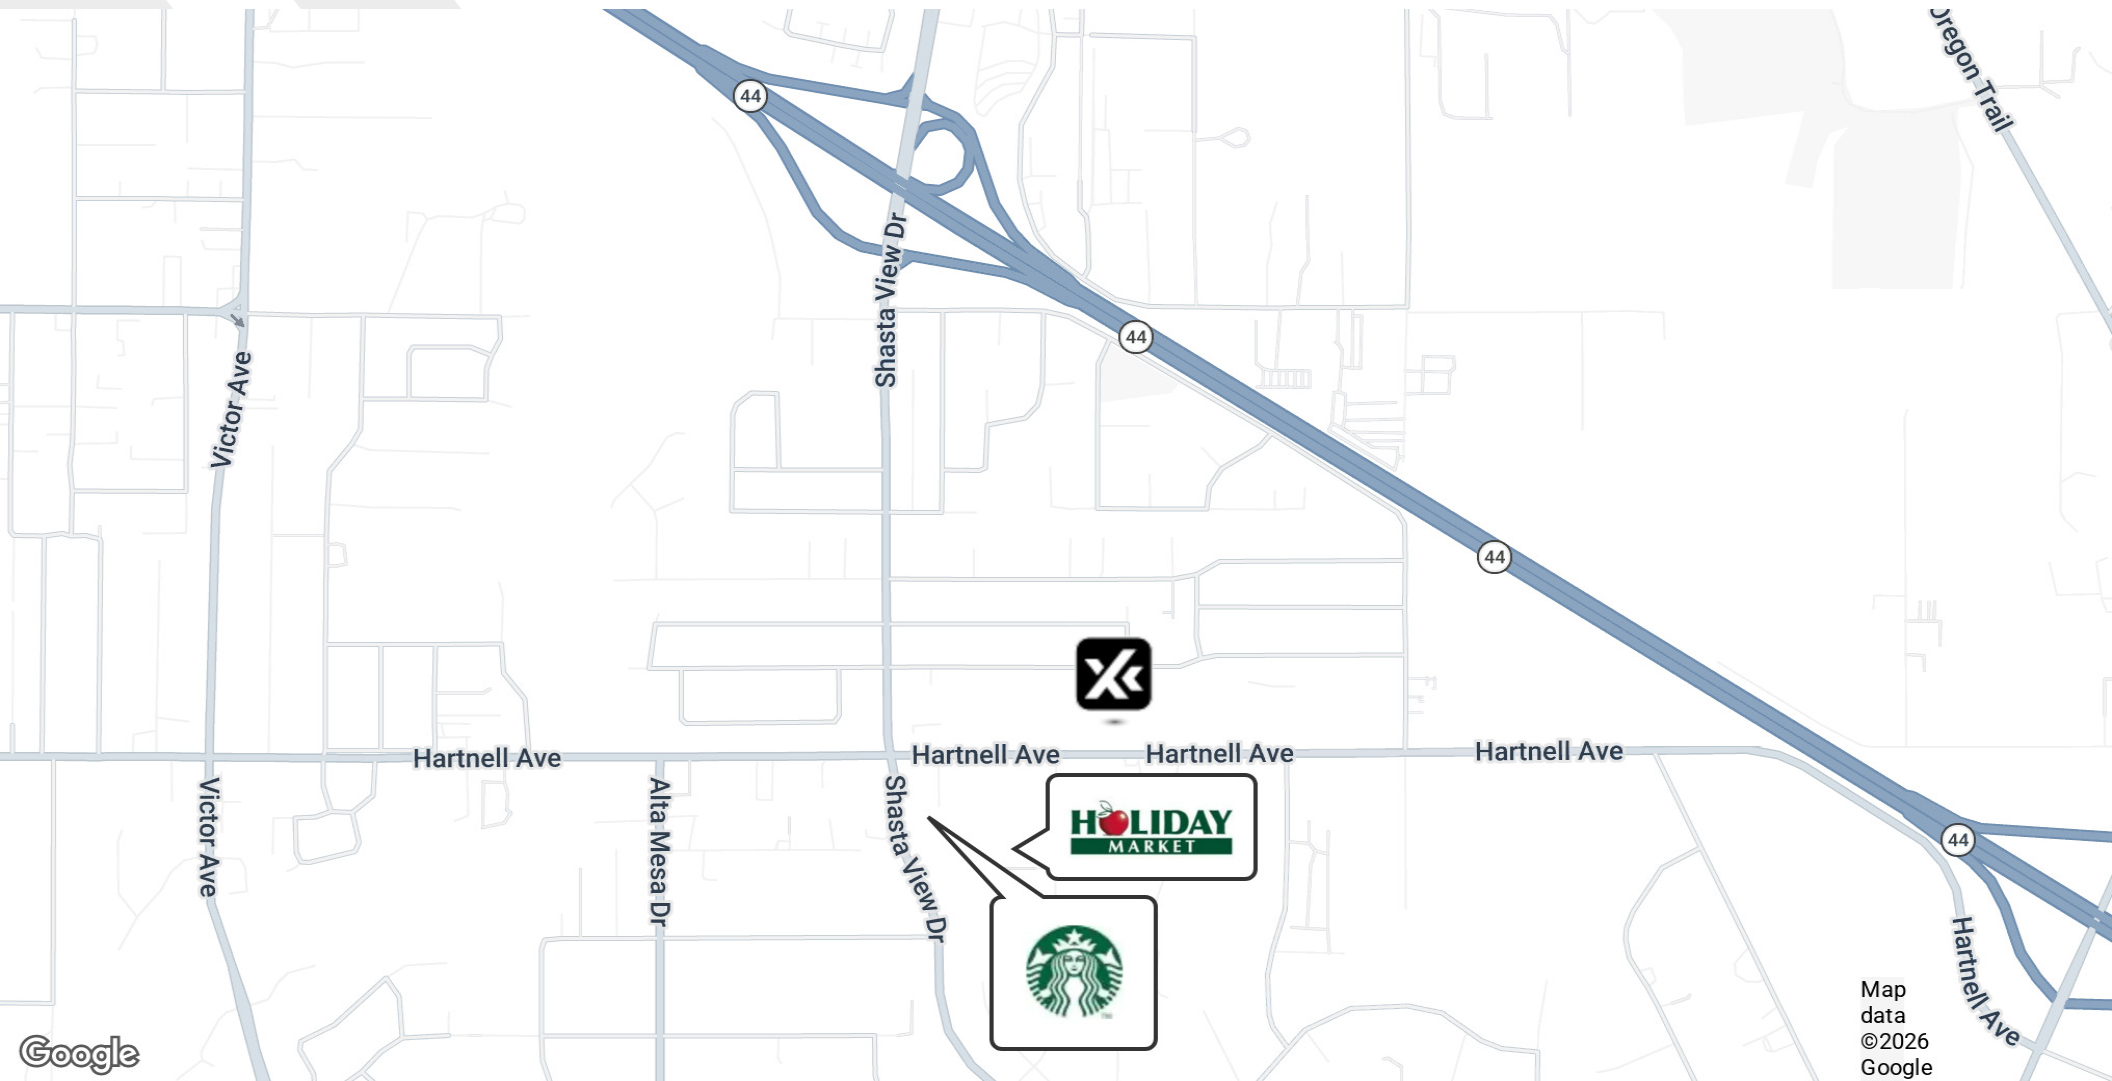 Oregon Trail
44
Shasta View Dr
44
Victor Ave
44
Hartnell Ave
Hartnell Ave
Hartnell Ave
Hartnell Ave
Victor Ave
Alta Mesa Dr
Shasta View Dr
HOLIDAY
MARKET
44
Hartnell Ave
Map
data
©2026
Google
Google